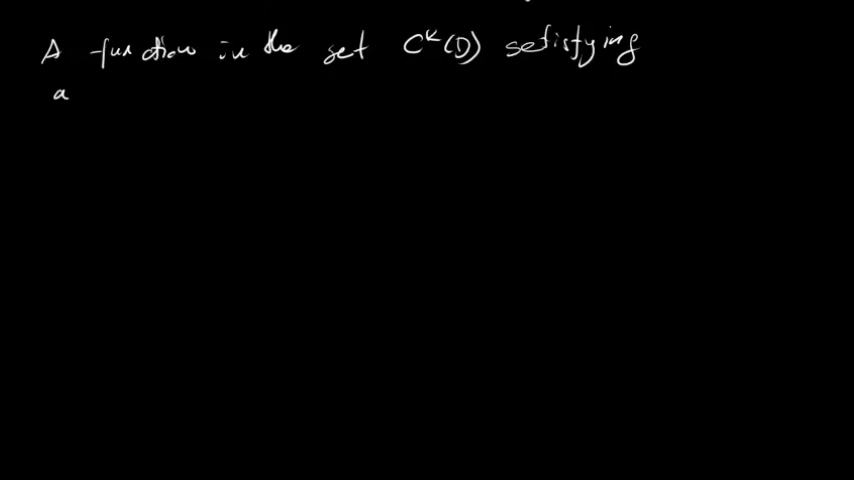 A function in the set C^k(D) satisfying
a